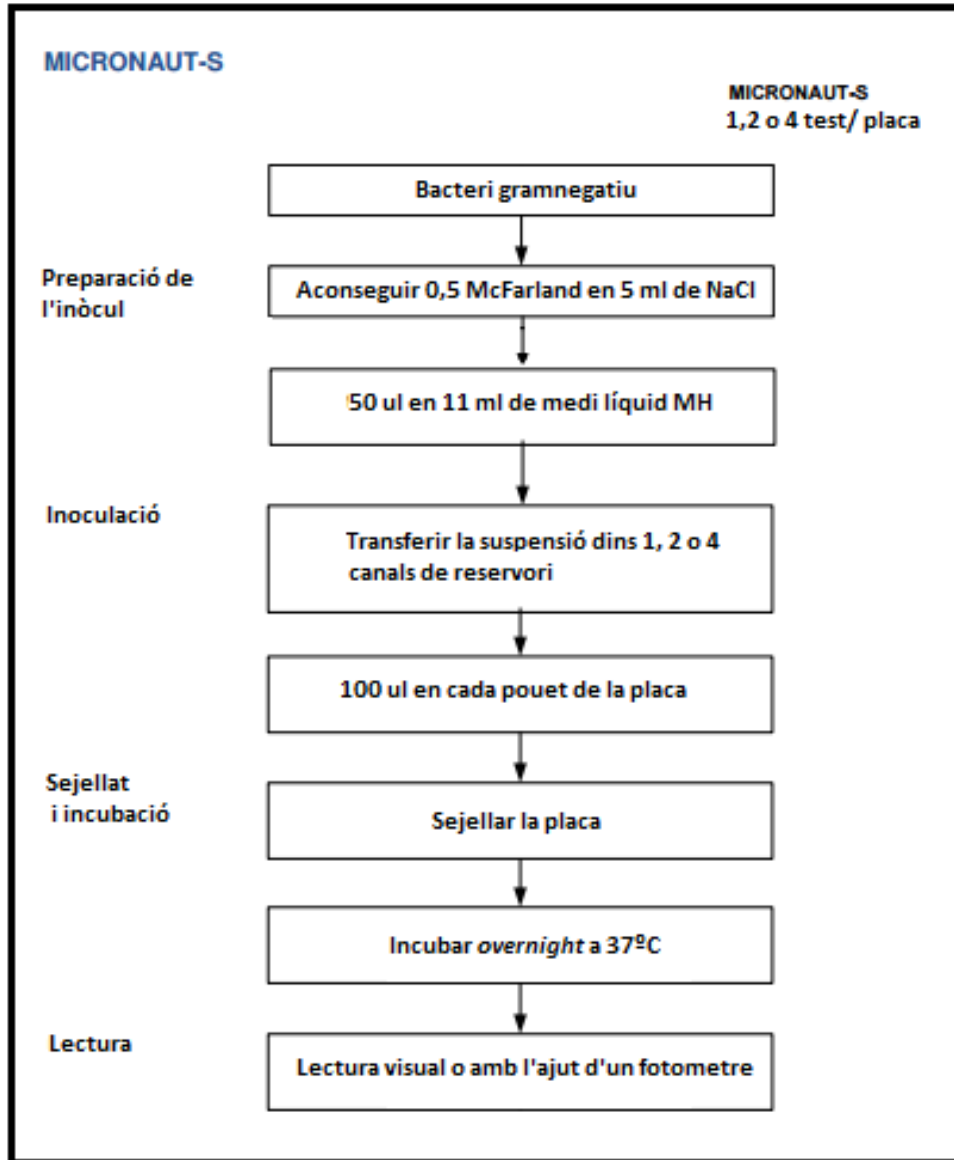 MICRONAUT-S
MICRONAUT-S
1,2 o 4 test/ placa
Bacteri gramnegatiu
Preparació de
l'inòcul
Aconseguir 0,5 McFarland en 5 ml de NaCl
50 ul en 11 ml de medi líquid MH
Inoculació
Transferir la suspensió dins 1, 2 o 4
canals de reservori
100 ul en cada pouet de la placa
Sejellat
i incubació
Sejellar la placa
Incubar overnight a 37ºC
Lectura
Lectura visual o amb l'ajut d'un fotometre